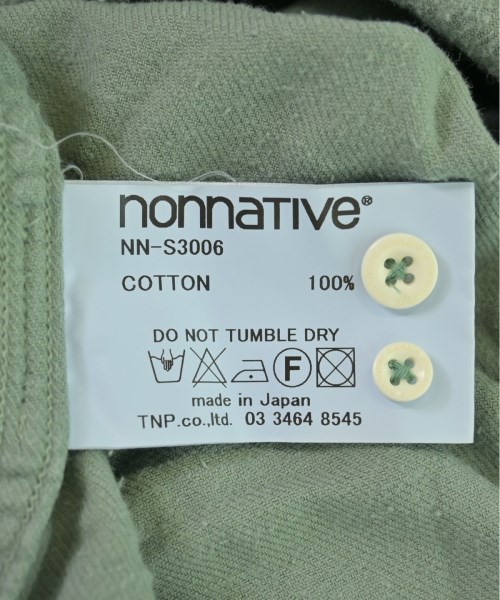 nonnative®
NN-S3006
COTTON 100%
DO NOT TUMBLE DRY
F
made in Japan
TNP.co.,ltd. 03 3464 8545